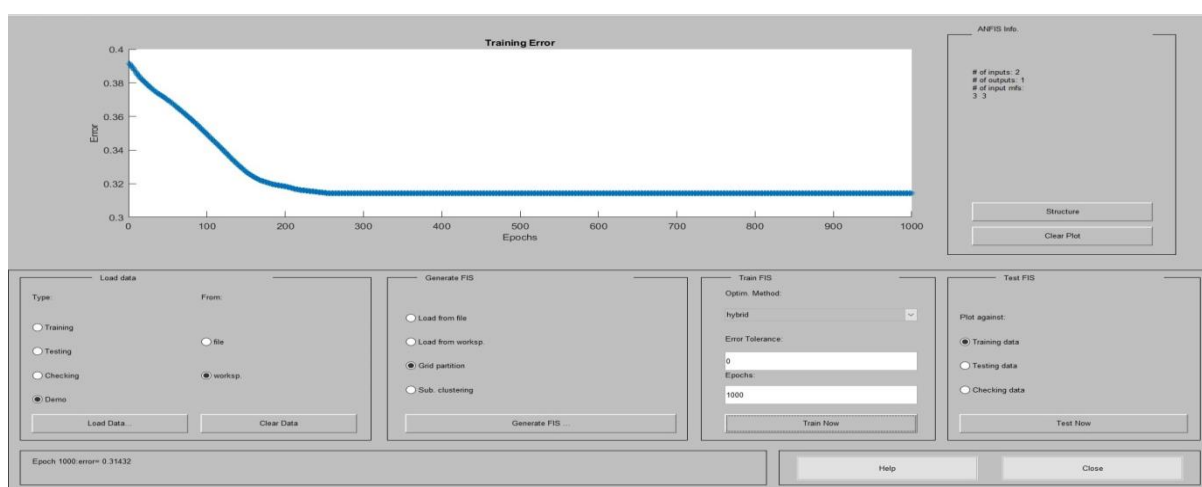 Training Error
0.4
0.38
0.36
0.34
0.32
0.3
Error
0 100 200 300 400 500 600 700 800 900 1000
Epochs
ANFIS Info.
# of inputs: 2
# of outputs: 1
# of input mfs:
3 3
Structure
Clear Plot
Load data
Type:
From:
Training
Testing
Checking
Demo
file
worksp.
Load Data...
Clear Data
Generate FIS
Load from file
Load from worksp.
Grid partition
Sub. clustering
Generate FIS ...
Train FIS
Optim. Method:
hybrid
Error Tolerance:
0
Epochs:
1000
Train Now
Test FIS
Plot against:
Training data
Testing data
Checking data
Test Now
Epoch 1000:error= 0.31432
Help
Close